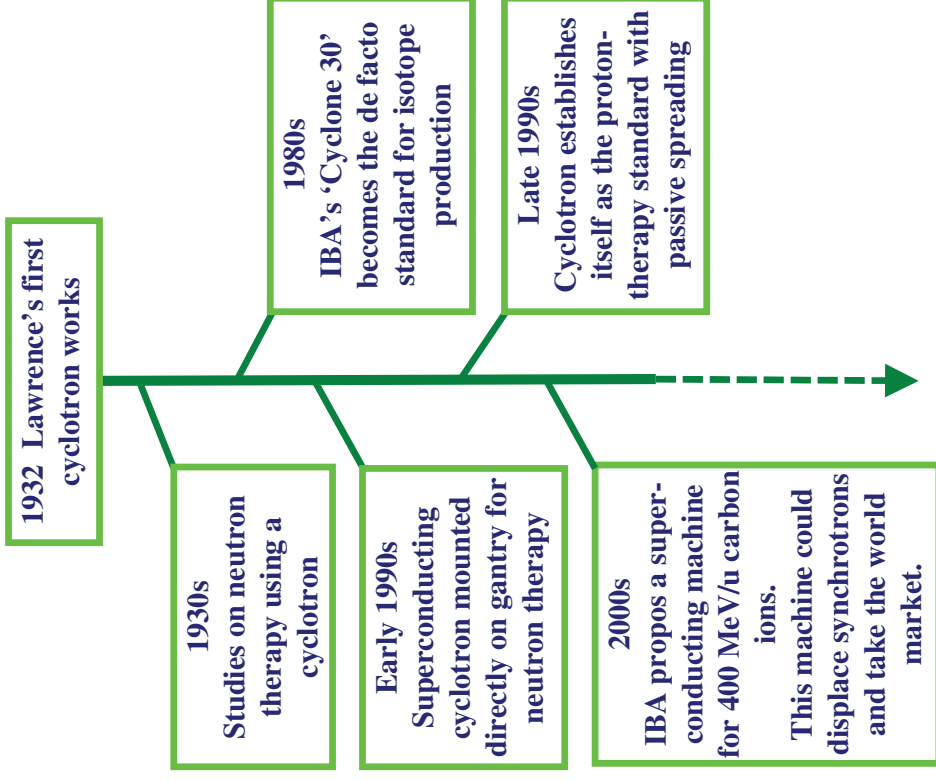 1932 Lawrence's first
cyclotron works
1930s
Studies on neutron
therapy using a
cyclotron
1980s
IBA's ‘Cyclone 30’
becomes the de facto
standard for isotope
production
Early 1990s
Superconducting
cyclotron mounted
directly on gantry for
neutron therapy
Late 1990s
Cyclotron establishes
itself as the proton-
therapy standard with
passive spreading
2000s
IBA propos a super-
conducting machine
for 400 MeV/u carbon
ions.
This machine could
displace synchrotrons
and take the world
market.